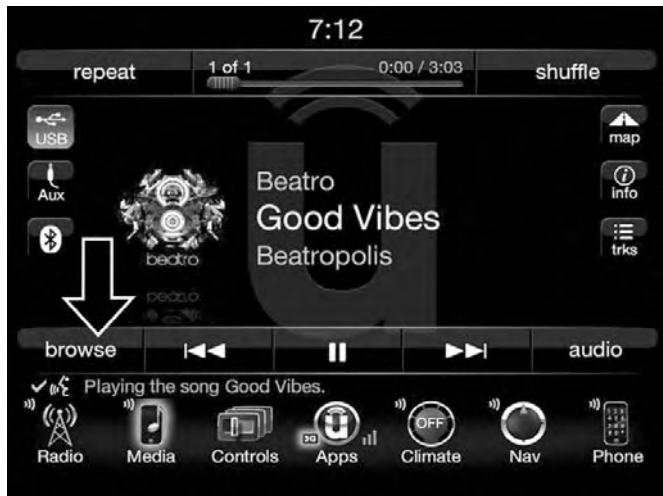 7:12
repeat
1 of 1
0:00 / 3:03
shuffle
USB
map
Aux
info
Beatro
Good Vibes
Beatropolis
trks
beatro
browse
audio
Playing the song Good Vibes.
3G
OFF
Radio
Media
Controls
Apps
Climate
Nav
Phone